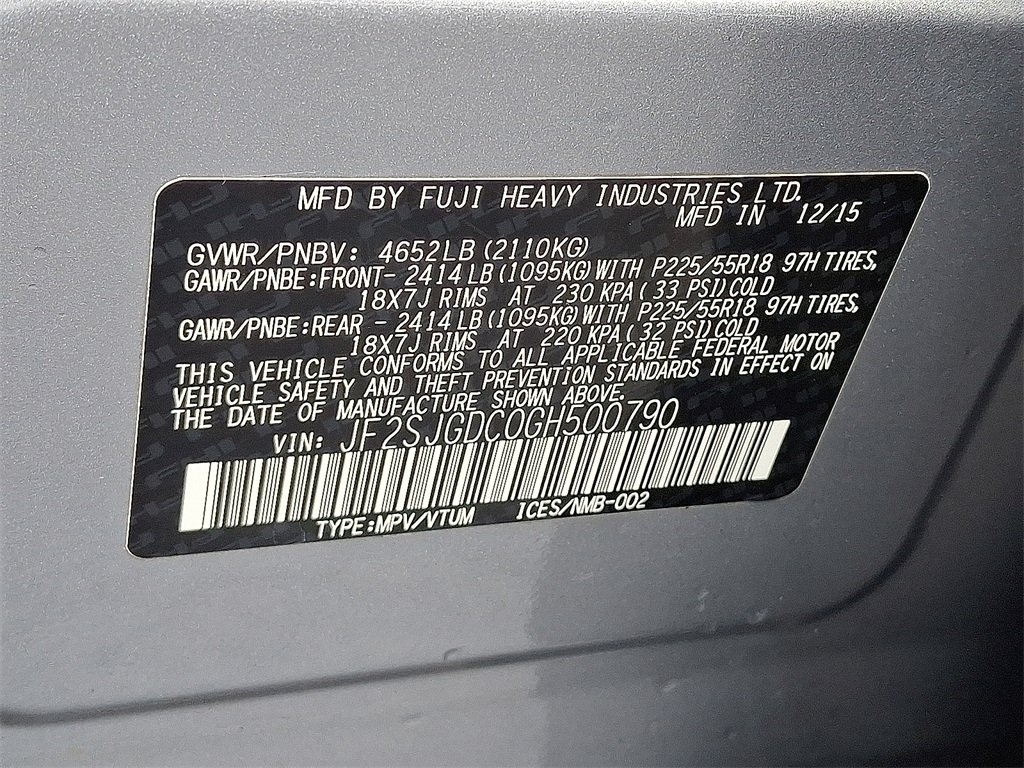 MFD BY FUJI HEAVY INDUSTRIES LTD.
MFD IN 12/15
GVWR/PNBV: 4652LB (2110KG)
GAWR/PNBE:FRONT- 2414LB (1095KG) WITH P225/55R18 97H TIRES,
18X7J RIMS AT 230 KPA ( 33 PSI) COLD
GAWR/PNBE:REAR - 2414LB (1095KG) WITH P225/55R18 97H TIRES,
18X7J RIMS AT 220 KPA ( 32 PSI) COLD
THIS VEHICLE CONFORMS TO ALL APPLICABLE FEDERAL MOTOR
VEHICLE SAFETY AND THEFT PREVENTION STANDARDS IN EFFECT ON
THE DATE OF MANUFACTURE SHOWN ABOVE.
VIN: JF2SJGDC0GH500790
TYPE:MPV/VTUM ICES/NMB-002